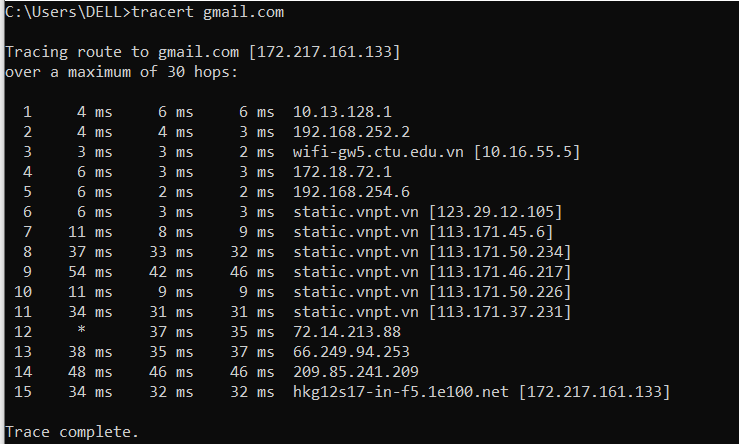 C:\Users\DELL>tracert gmail.com
Tracing route to gmail.com [172.217.161.133]
over a maximum of 30 hops:
1 4 ms 6 ms 6 ms 10.13.128.1
2 4 ms 4 ms 3 ms 192.168.252.2
3 3 ms 3 ms 2 ms wifi-gw5.ctu.edu.vn [10.16.55.5]
4 6 ms 3 ms 3 ms 172.18.72.1
5 6 ms 2 ms 2 ms 192.168.254.6
6 6 ms 3 ms 3 ms static.vnpt.vn [123.29.12.105]
7 11 ms 8 ms 9 ms static.vnpt.vn [113.171.45.6]
8 37 ms 33 ms 32 ms static.vnpt.vn [113.171.50.234]
9 54 ms 42 ms 46 ms static.vnpt.vn [113.171.46.217]
10 11 ms 9 ms 9 ms static.vnpt.vn [113.171.50.226]
11 34 ms 31 ms 31 ms static.vnpt.vn [113.171.37.231]
12 * 37 ms 35 ms 72.14.213.88
13 38 ms 35 ms 37 ms 66.249.94.253
14 48 ms 46 ms 46 ms 209.85.241.209
15 34 ms 32 ms 32 ms hkg12s17-in-f5.1e100.net [172.217.161.133]
Trace complete.